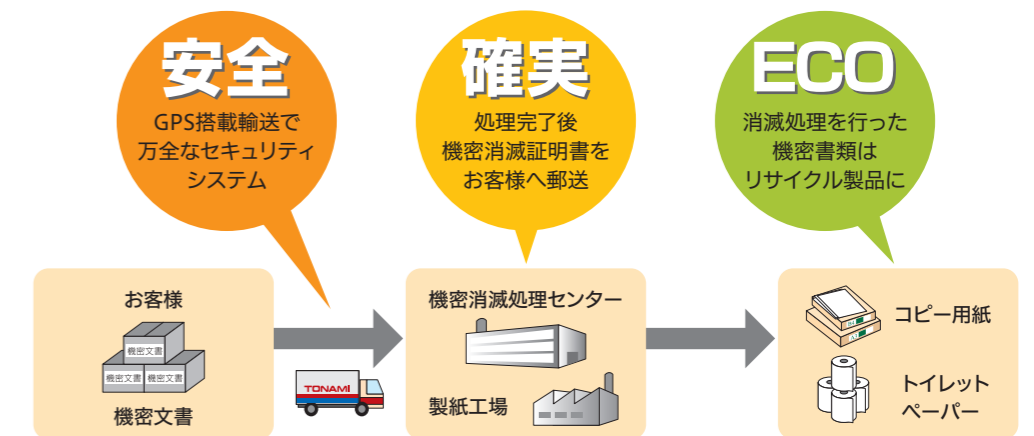 安全
GPS搭載輸送で
万全なセキュリティ
システム
確実
処理完了後
機密消滅証明書を
お客様へ郵送
ECO
消滅処理を行った
機密書類は
リサイクル製品に
お客様
機密文書
機密文書 機密文書
機密文書
TONAMI
機密消滅処理センター
製紙工場
コピー用紙
トイレット
ペーパー